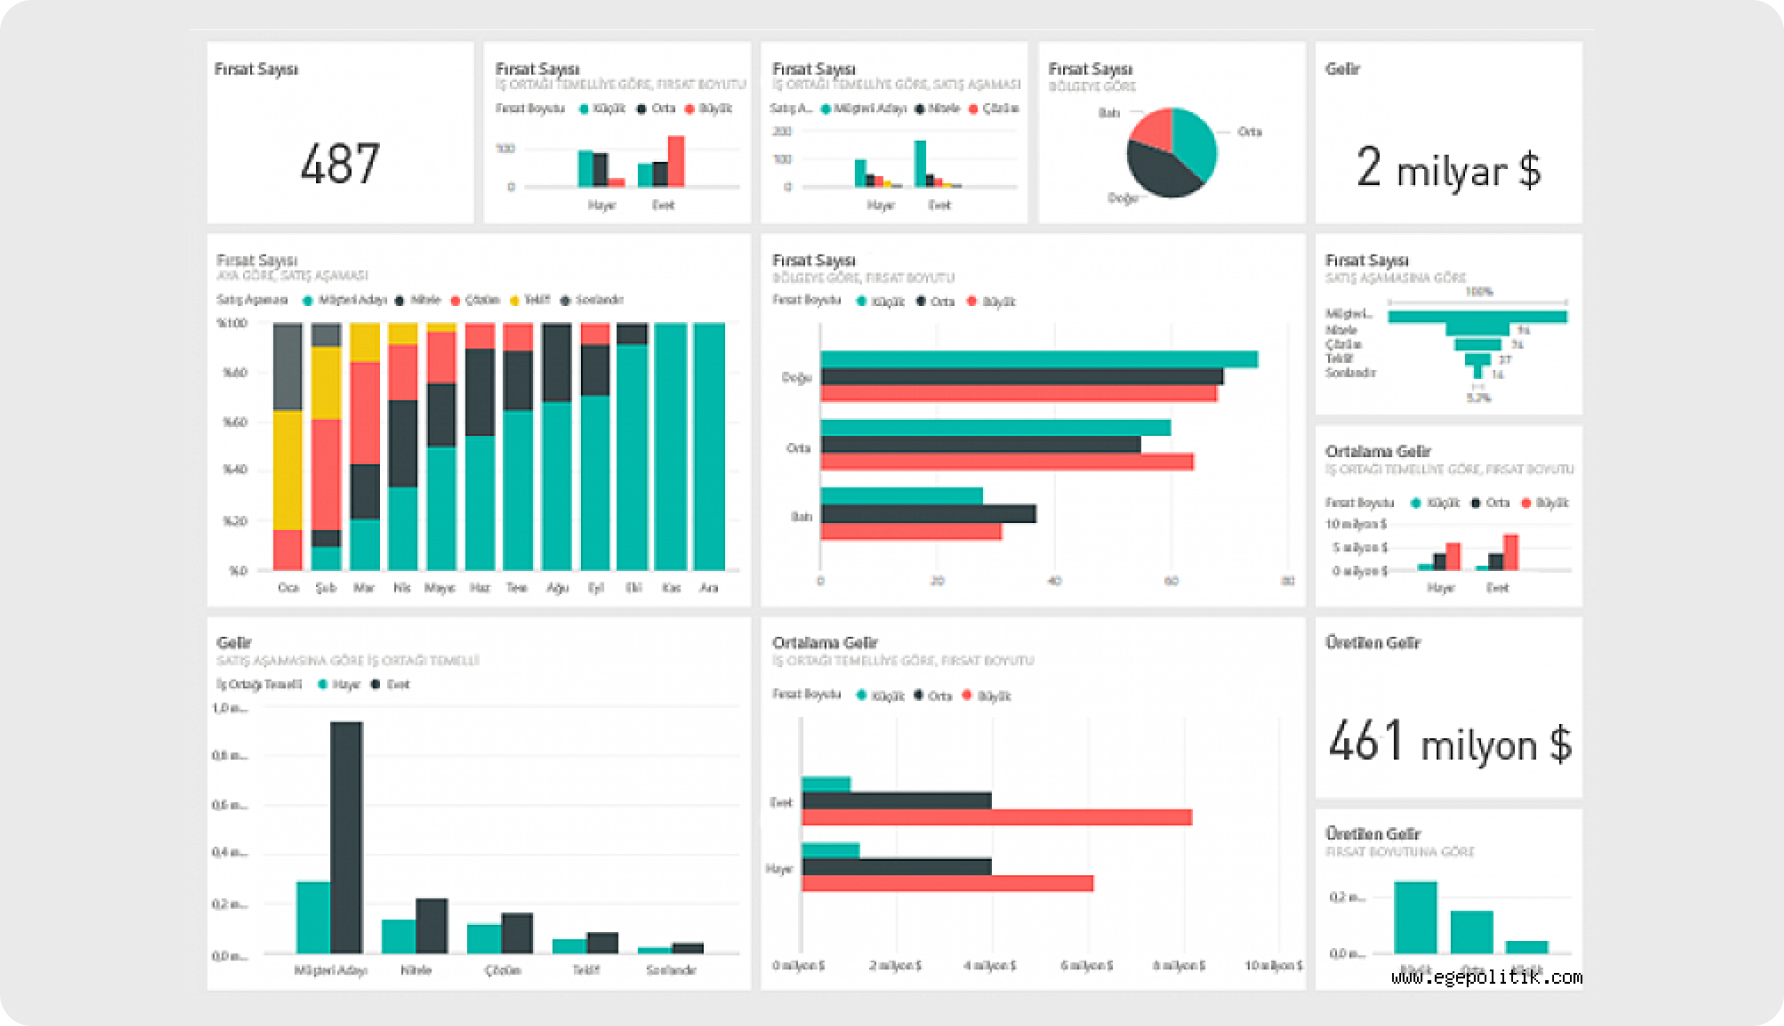 Fırsat Sayısı
487
Fırsat Sayısı
İŞ ORTAĞI TEMELLİYE GÖRE, FIRSAT BOYUTU
Fırsat Boyutu Küçük Orta Büyük
100
0
Hayır Evet
Fırsat Sayısı
İŞ ORTAĞI TEMELLİYE GÖRE, SATIŞ AŞAMASI
Satış A... Müşteri Adayı Nitele Çözüm
200
100
0
Hayır Evet
Fırsat Sayısı
BÖLGEYE GÖRE
Batı
Orta
Doğu
Gelir
2 milyar $
Fırsat Sayısı
AYA GÖRE, SATIŞ AŞAMASI
Satış Aşaması Müşteri Adayı Nitele Çözüm Teklif Sonlandır
%100
%80
%60
%40
%20
%0
Oca Şub Mar Nis Mayıs Haz Tem Ağu Eyl Eki Kas Ara
Fırsat Sayısı
BÖLGEYE GÖRE, FIRSAT BOYUTU
Fırsat Boyutu Küçük Orta Büyük
Doğu
Orta
Batı
0 20 40 60 80
Fırsat Sayısı
SATIŞ AŞAMASINA GÖRE
100%
Müşteri...
Nitele 94
Çözüm 74
Teklif 37
Sonlandır 14
5.2%
Ortalama Gelir
İŞ ORTAĞI TEMELLİYE GÖRE, FIRSAT BOYUTU
Fırsat Boyutu Küçük Orta Büyük
10 milyon $
5 milyon $
0 milyon $
Hayır Evet
Gelir
SATIŞ AŞAMASINA GÖRE İŞ ORTAĞI TEMELLİ
İş Ortağı Temelli Hayır Evet
1,0 m...
0,8 m...
0,6 m...
0,4 m...
0,2 m...
0,0 m...
Müşteri Adayı Nitele Çözüm Teklif Sonlandır
Ortalama Gelir
İŞ ORTAĞI TEMELLİYE GÖRE, FIRSAT BOYUTU
Fırsat Boyutu Küçük Orta Büyük
Evet
Hayır
0 milyon $ 2 milyon $ 4 milyon $ 6 milyon $ 8 milyon $ 10 milyon $
Üretilen Gelir
461 milyon $
Üretilen Gelir
FIRSAT BOYUTUNA GÖRE
0,2 m...
0,0 m...
www.egepolitik.com